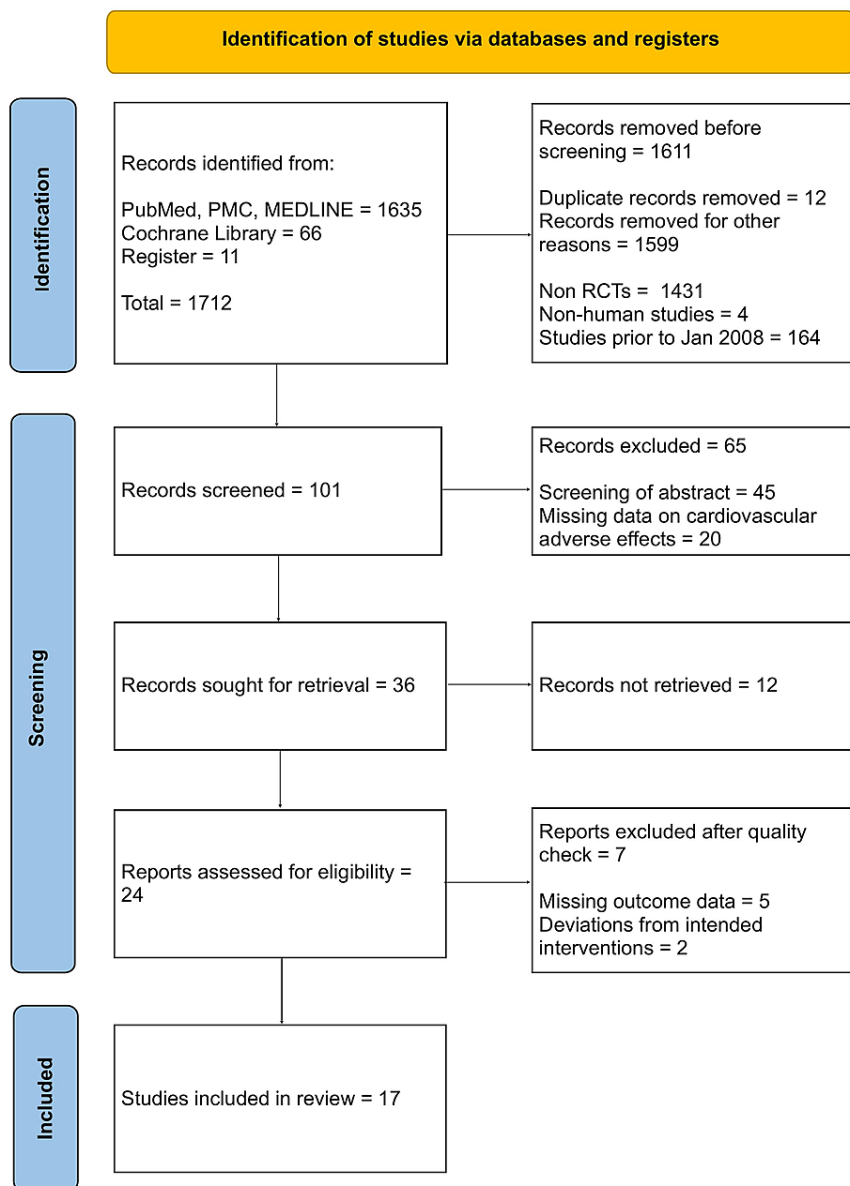 Identification of studies via databases and registers
Identification
Records identified from:
PubMed, PMC, MEDLINE = 1635
Cochrane Library = 66
Register = 11
Total = 1712
Records removed before
screening = 1611
Duplicate records removed = 12
Records removed for other
reasons = 1599
Non RCTs =  1431
Non-human studies = 4
Studies prior to Jan 2008 = 164
Screening
Records screened = 101
Records excluded = 65
Screening of abstract = 45
Missing data on cardiovascular
adverse effects = 20
Records sought for retrieval = 36
Records not retrieved = 12
Reports assessed for eligibility =
24
Reports excluded after quality
check = 7
Missing outcome data = 5
Deviations from intended
interventions = 2
Included
Studies included in review = 17